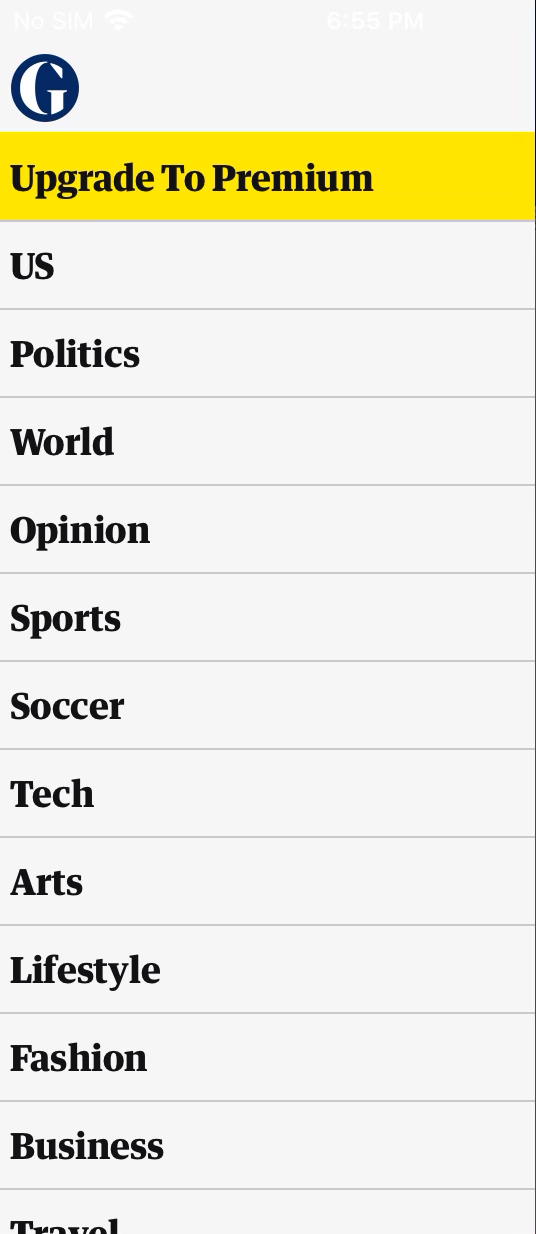 No SIM 6:55 PM
G
Upgrade To Premium
US
Politics
World
Opinion
Sports
Soccer
Tech
Arts
Lifestyle
Fashion
Business
Travel